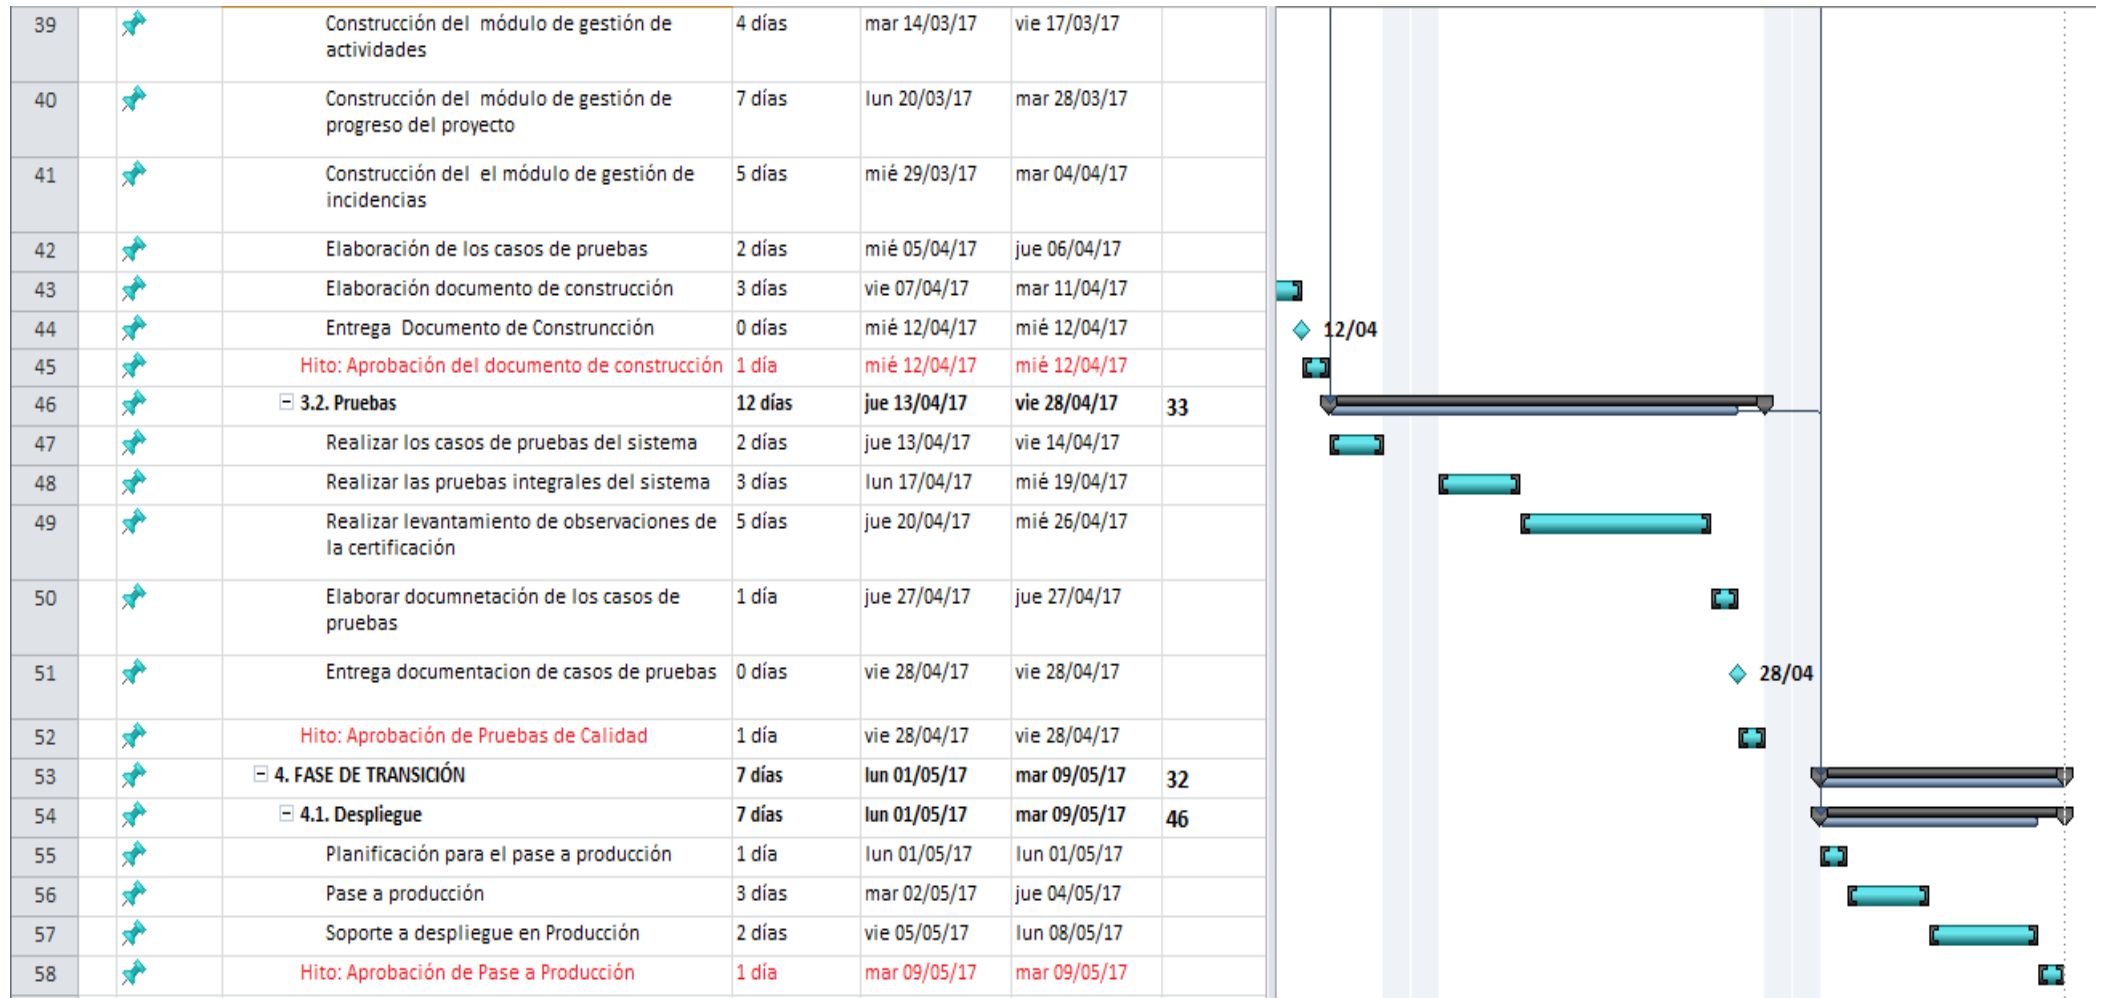 39 Construcción del módulo de gestión de 4 días mar 14/03/17 vie 17/03/17
actividades
40 Construcción del módulo de gestión de 7 días lun 20/03/17 mar 28/03/17
progreso del proyecto
41 Construcción del el módulo de gestión de 5 días mié 29/03/17 mar 04/04/17
incidencias
42 Elaboración de los casos de pruebas 2 días mié 05/04/17 jue 06/04/17
43 Elaboración documento de construcción 3 días vie 07/04/17 mar 11/04/17
44 Entrega Documento de Construncción 0 días mié 12/04/17 mié 12/04/17 12/04
45 Hito: Aprobación del documento de construcción 1 día mié 12/04/17 mié 12/04/17
46 3.2. Pruebas 12 días jue 13/04/17 vie 28/04/17 33
47 Realizar los casos de pruebas del sistema 2 días jue 13/04/17 vie 14/04/17
48 Realizar las pruebas integrales del sistema 3 días lun 17/04/17 mié 19/04/17
49 Realizar levantamiento de observaciones de 5 días jue 20/04/17 mié 26/04/17
la certificación
50 Elaborar documnetación de los casos de 1 día jue 27/04/17 jue 27/04/17
pruebas
51 Entrega documentacion de casos de pruebas 0 días vie 28/04/17 vie 28/04/17 28/04
52 Hito: Aprobación de Pruebas de Calidad 1 día vie 28/04/17 vie 28/04/17
53 4. FASE DE TRANSICIÓN 7 días lun 01/05/17 mar 09/05/17 32
54 4.1. Despliegue 7 días lun 01/05/17 mar 09/05/17 46
55 Planificación para el pase a producción 1 día lun 01/05/17 lun 01/05/17
56 Pase a producción 3 días mar 02/05/17 jue 04/05/17
57 Soporte a despliegue en Producción 2 días vie 05/05/17 lun 08/05/17
58 Hito: Aprobación de Pase a Producción 1 día mar 09/05/17 mar 09/05/17